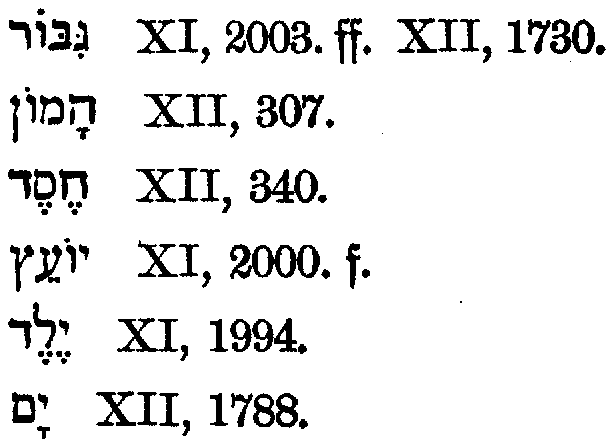 גִּבּוֹר XI, 2003. ff. XII, 1730.
הָמוֹן XII, 307.
חֶסֶד XII, 340.
יוֹעֵץ XI, 2000. f.
יֶלֶד XI, 1994.
יָם XII, 1788.